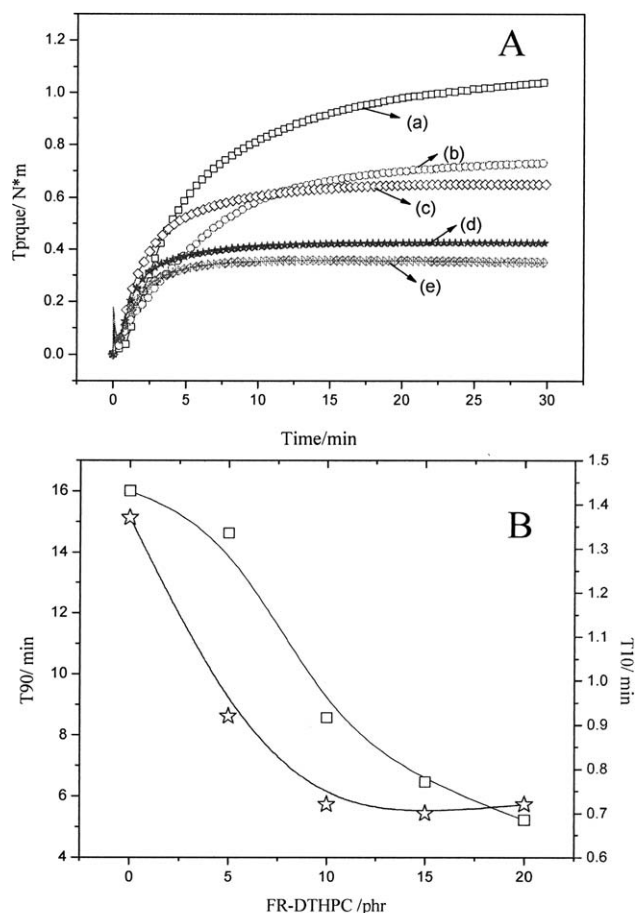 A
1.2
1.0
0.8
0.6
0.4
0.2
0.0
Tprque/ N*m
(a)
(b)
(c)
(d)
(e)
0 5 10 15 20 25 30
Time/min
B
16
14
12
10
8
6
4
T90/ min
1.5
1.4
1.3
1.2
1.1
1.0
0.9
0.8
0.7
0.6
T10/ min
0 5 10 15 20
FR-DTHPC /phr